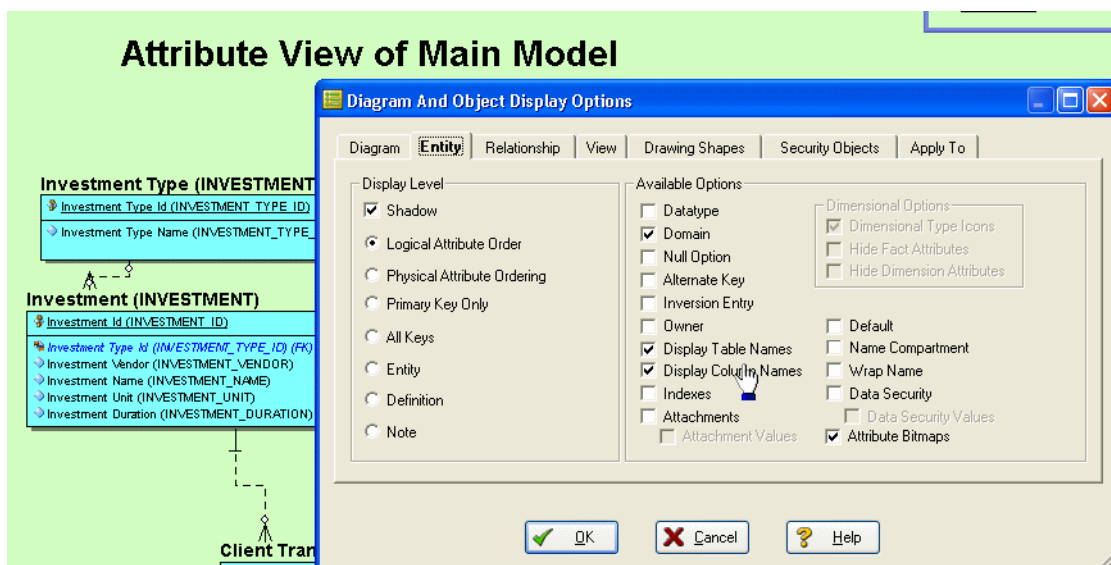 Attribute View of Main Model
Investment Type (INVESTMENT
Investment Type Id (INVESTMENT_TYPE_ID)
Investment Type Name (INVESTMENT_TYPE_
Investment (INVESTMENT)
Investment Id (INVESTMENT_ID)
Investment Type Id (INVESTMENT_TYPE_ID) (FK)
Investment Vendor (INVESTMENT_VENDOR)
Investment Name (INVESTMENT_NAME)
Investment Unit (INVESTMENT_UNIT)
Investment Duration (INVESTMENT_DURATION)
Client Tran
Diagram And Object Display Options
Diagram Entity Relationship View Drawing Shapes Security Objects Apply To
Display Level
Shadow
Logical Attribute Order
Physical Attribute Ordering
Primary Key Only
All Keys
Entity
Definition
Note
Available Options
Datatype
Domain
Null Option
Alternate Key
Inversion Entry
Owner
Display Table Names
Display Column Names
Indexes
Attachments
Attachment Values
Dimensional Options
Dimensional Type Icons
Hide Fact Attributes
Hide Dimension Attributes
Default
Name Compartment
Wrap Name
Data Security
Data Security Values
Attribute Bitmaps
OK Cancel Help